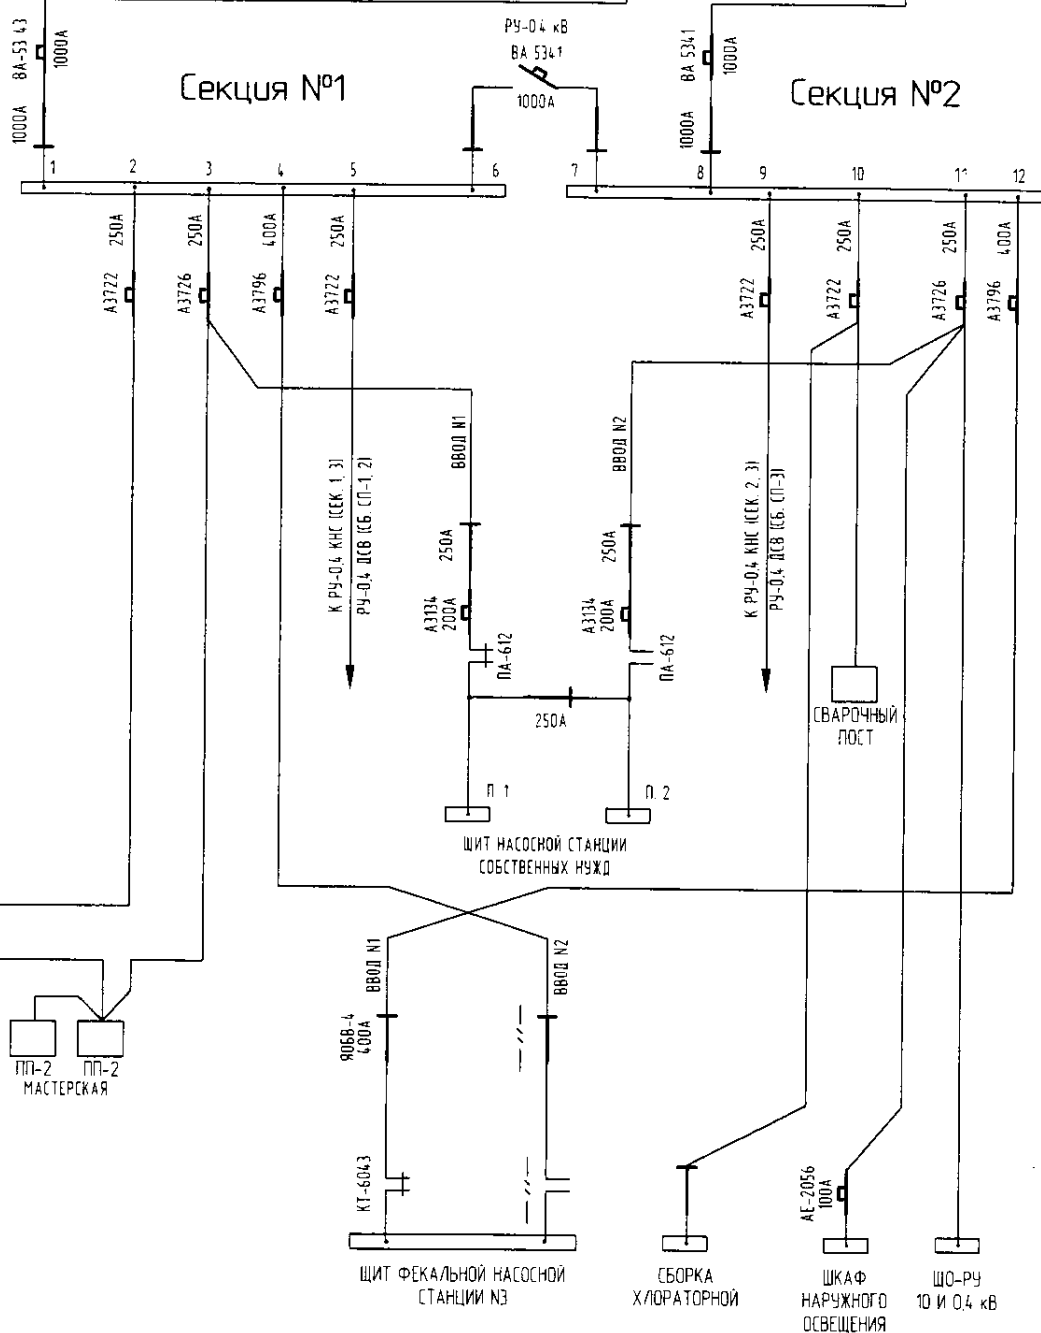 РУ-0.4 кВ
ВА 5341
1000А
ВА-53 43
1000А
1000А
Секция №1
ВА 5341
1000А
1000А
Секция №2
1
2
3
4
5
6
7
8
9
10
11
12
250А
250А
400А
250А
250А
250А
250А
400А
А3722
А3726
А3796
А3722
А3722
А3722
А3726
А3796
ВВОД N1
ВВОД N2
К РУ-0,4 КНС (СЕК. 1, 3)
РУ-0,4 ДСВ (СБ. СП-1, 2)
К РУ-0,4 КНС (СЕК. 2, 3)
РУ-0,4 ДСВ (СБ. СП-3)
250А
250А
А3134
200А
А3134
200А
ПА-612
ПА-612
250А
СВАРОЧНЫЙ
ПОСТ
П. 1
П. 2
ЩИТ НАСОСНОЙ СТАНЦИИ
СОБСТВЕННЫХ НУЖД
ВВОД N1
ВВОД N2
ЯОБВ-4
400А
ПП-2
ПП-2
МАСТЕРСКАЯ
КТ-6043
АЕ-2056
100А
ЩИТ ФЕКАЛЬНОЙ НАСОСНОЙ
СТАНЦИИ N3
СБОРКА
ХЛОРАТОРНОЙ
ШКАФ
НАРУЖНОГО
ОСВЕЩЕНИЯ
ЩО-РУ
10 И 0,4 кВ